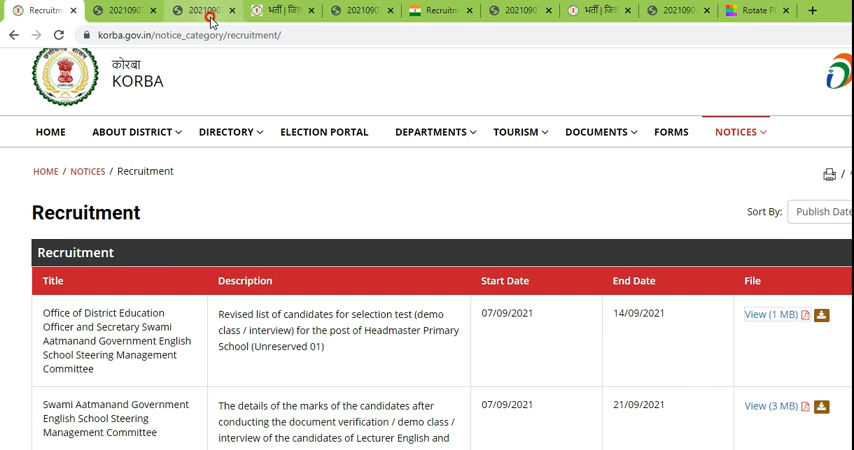 Recruitm 2021090 2021090 भर्ती | जि 2021090 Recruitm 2021090 भर्ती | जि 2021090 Rotate P
korba.gov.in/notice_category/recruitment/
कोरबा
KORBA
HOME ABOUT DISTRICT DIRECTORY ELECTION PORTAL DEPARTMENTS TOURISM DOCUMENTS FORMS NOTICES
HOME / NOTICES / Recruitment
/
Recruitment
Sort By: Publish Date
Recruitment
Title Description Start Date End Date File
Office of District Education
Officer and Secretary Swami
Aatmanand Government English
School Steering Management
Committee
Revised list of candidates for selection test (demo
class / interview) for the post of Headmaster Primary
School (Unreserved 01)
07/09/2021
14/09/2021
View (1 MB)
Swami Aatmanand Government
English School Steering
Management Committee
The details of the marks of the candidates after
conducting the document verification / demo class /
interview of the candidates of Lecturer English and
07/09/2021
21/09/2021
View (3 MB)